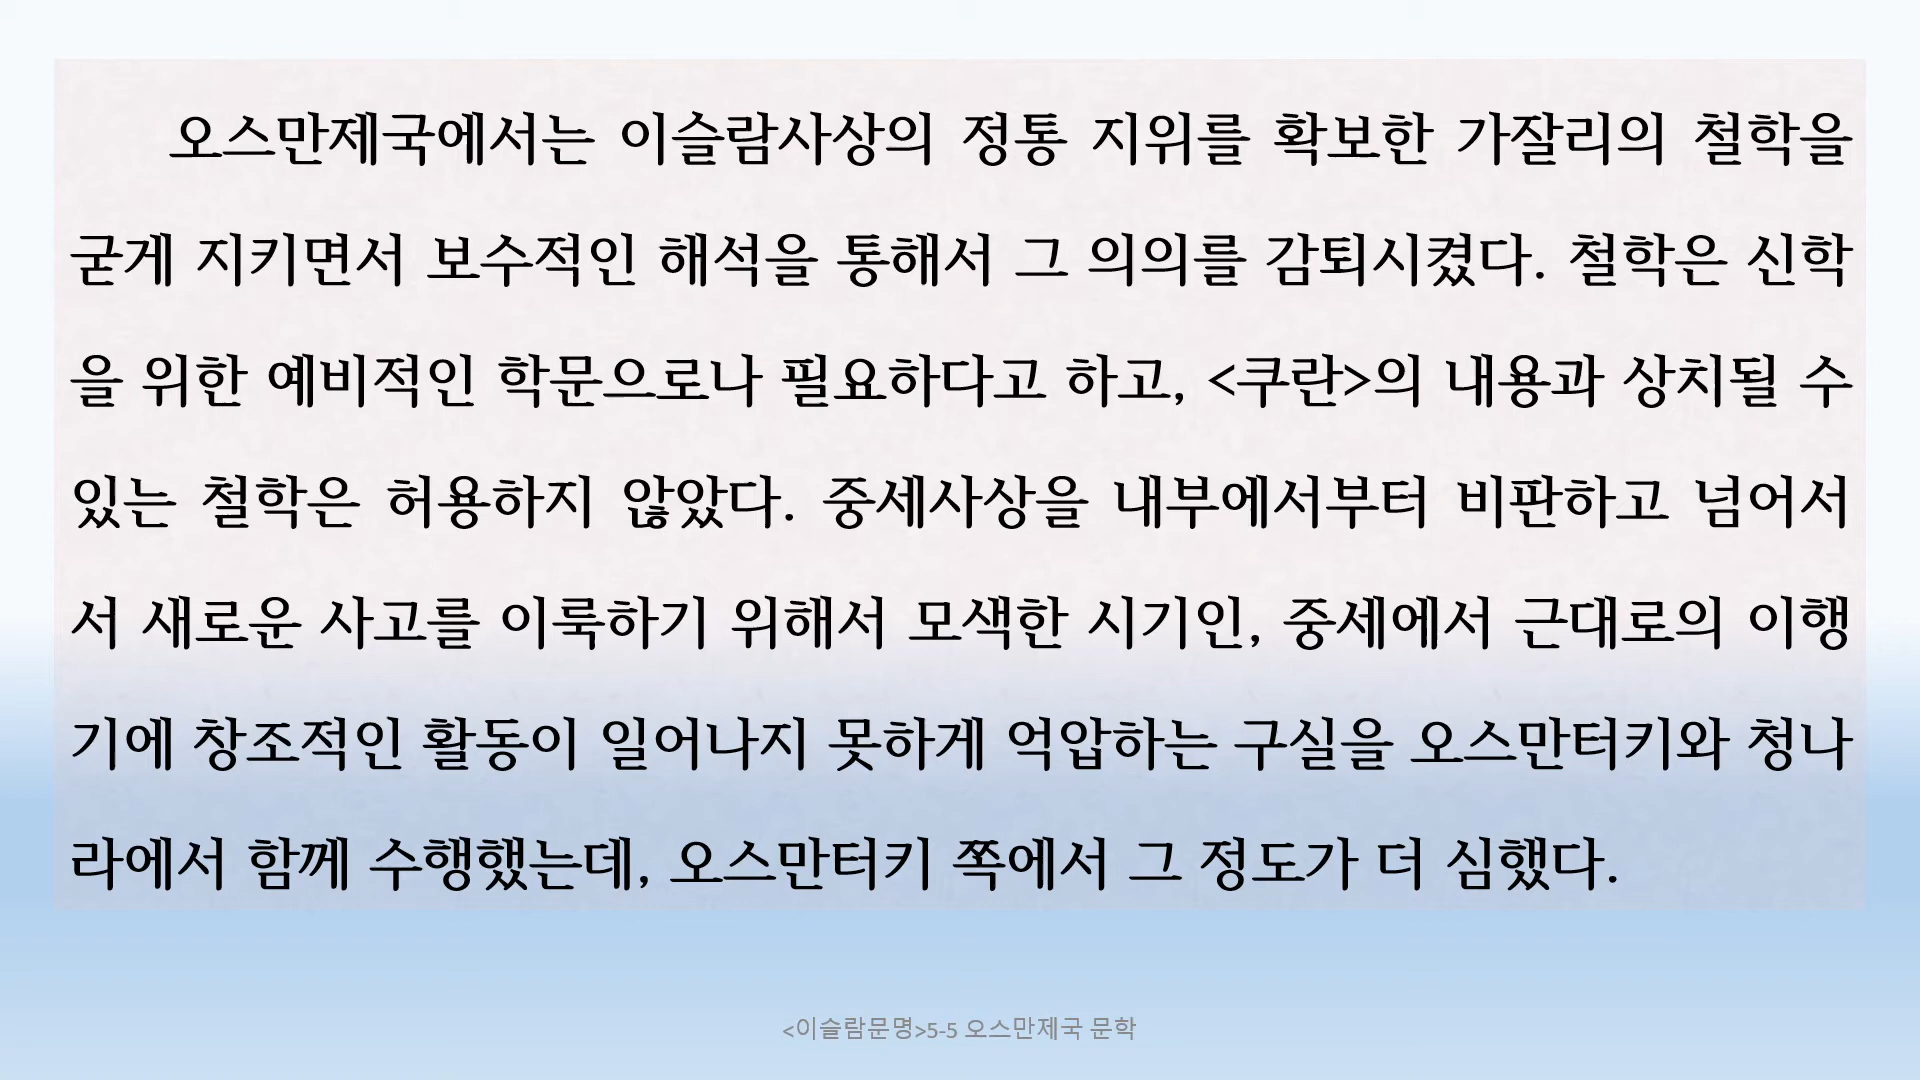 오스만제국에서는 이슬람사상의 정통 지위를 확보한 가잘리의 철학을
굳게 지키면서 보수적인 해석을 통해서 그 의의를 감퇴시켰다. 철학은 신학
을 위한 예비적인 학문으로나 필요하다고 하고, <쿠란>의 내용과 상치될 수
있는 철학은 허용하지 않았다. 중세사상을 내부에서부터 비판하고 넘어서
서 새로운 사고를 이룩하기 위해서 모색한 시기인, 중세에서 근대로의 이행
기에 창조적인 활동이 일어나지 못하게 억압하는 구실을 오스만터키와 청나
라에서 함께 수행했는데, 오스만터키 쪽에서 그 정도가 더 심했다.
<이슬람문명>5-5 오스만제국 문학